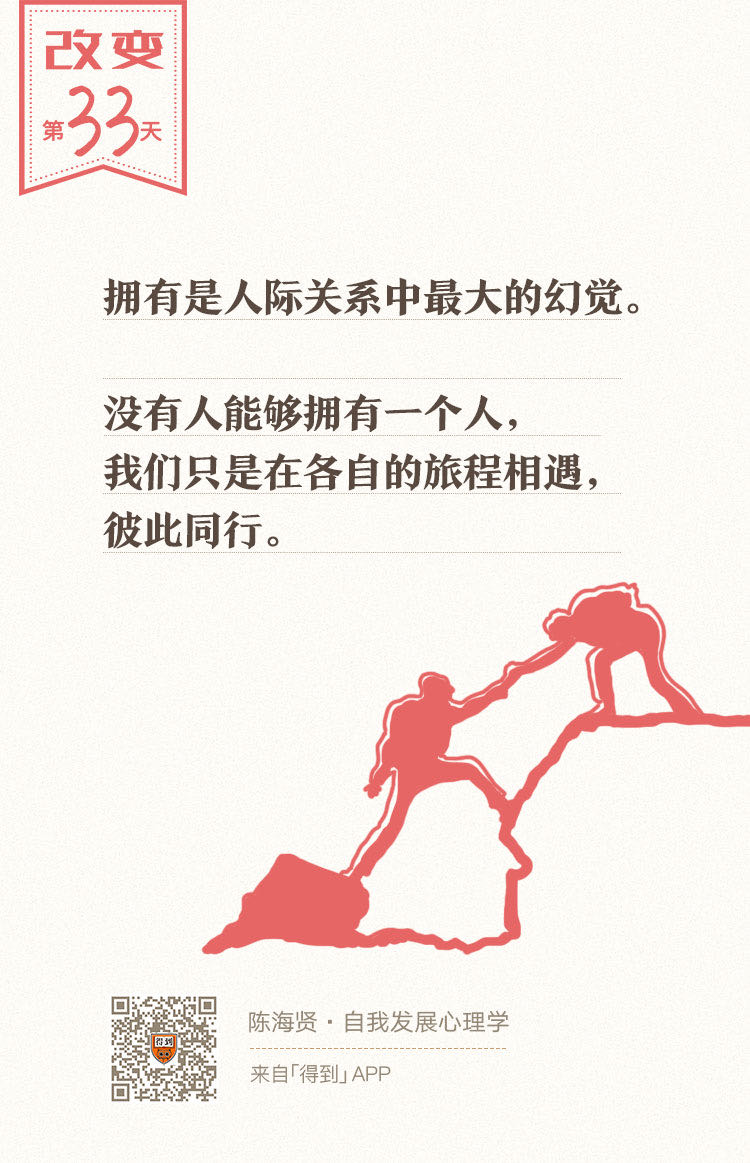 改变
第33天
拥有是人际关系中最大的幻觉。
没有人能够拥有一个人，
我们只是在各自的旅程相遇，
彼此同行。
得到
陈海贤·自我发展心理学
来自「得到」APP